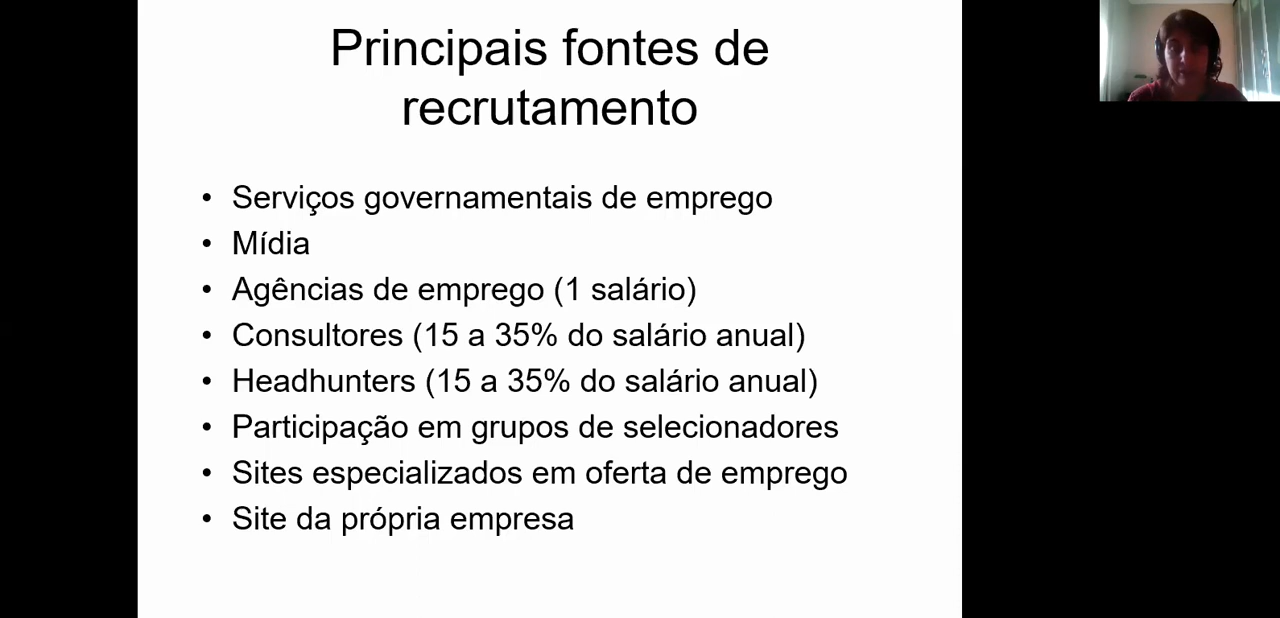 Principais fontes de
recrutamento
• Serviços governamentais de emprego
• Mídia
• Agências de emprego (1 salário)
• Consultores (15 a 35% do salário anual)
• Headhunters (15 a 35% do salário anual)
• Participação em grupos de selecionadores
• Sites especializados em oferta de emprego
• Site da própria empresa